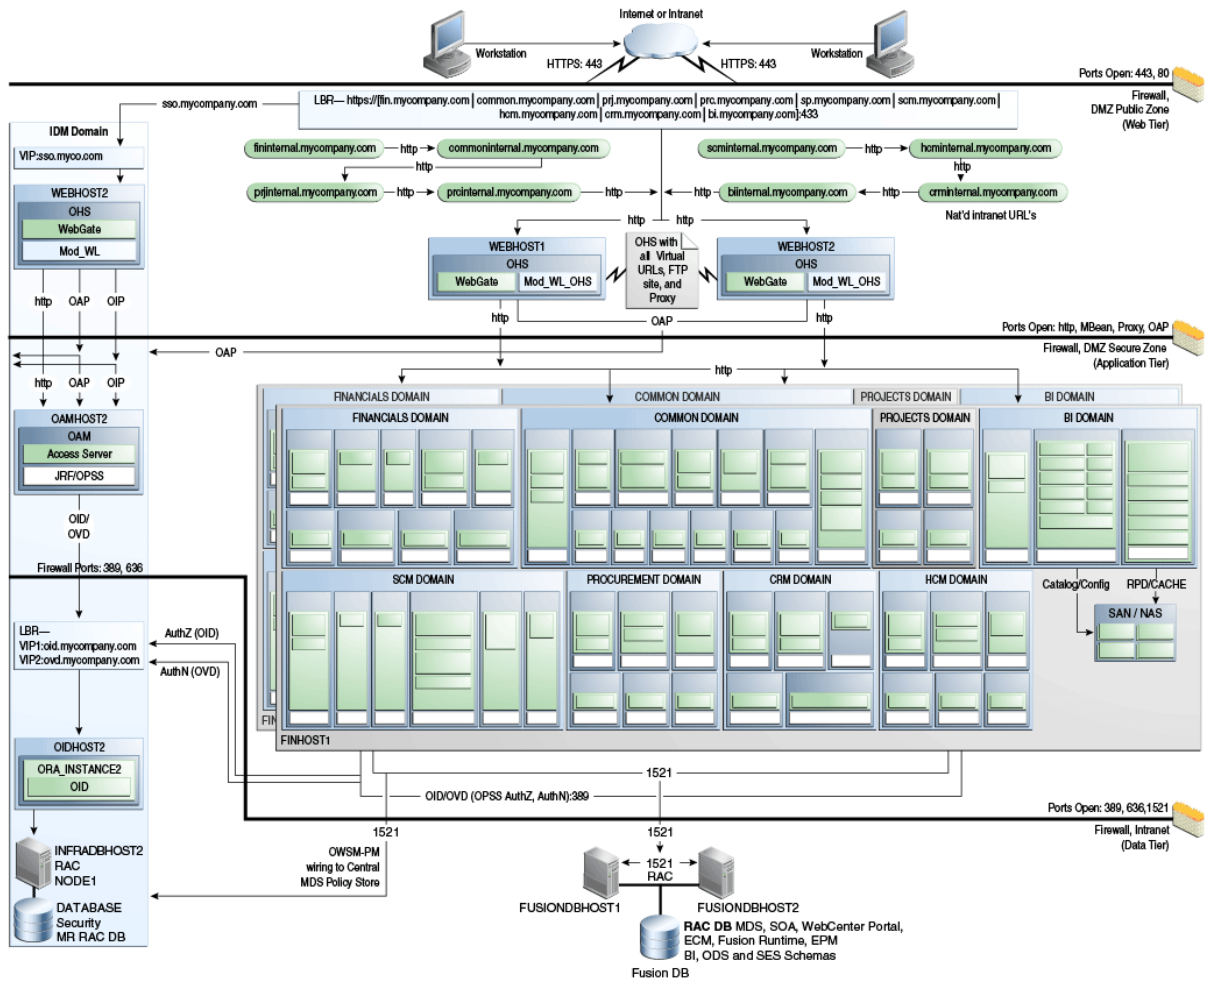 Internet or Intranet
Workstation
Workstation
HTTPS: 443
HTTPS: 443
Ports Open: 443, 80
Firewall,
DMZ Public Zone
(Web Tier)
sso.mycompany.com
LBR— https://[fin.mycompany.com | common.mycompany.com | prj.mycompany.com | prc.mycompany.com | sp.mycompany.com | scm.mycompany.com |
hcm.mycompany.com | crm.mycompany.com | bi.mycompany.com]:433
IDM Domain
VIP:sso.myco.com
fininternal.mycompany.com
http
commoninternal.mycompany.com
scminternal.mycompany.com
http
hcminternal.mycompany.com
http
http
prjinternal.mycompany.com
http
prcinternal.mycompany.com
http
http
biinternal.mycompany.com
http
crminternal.mycompany.com
Nat'd intranet URL's
WEBHOST2
OHS
WebGate
Mod_WL
http
http
WEBHOST1
OHS
WebGate
Mod_WL_OHS
OHS with
all Virtual
URLs, FTP
site, and
Proxy
WEBHOST2
OHS
WebGate
Mod_WL_OHS
http
OAP
OIP
http
OAP
http
Ports Open: http, MBean, Proxy, OAP
Firewall, DMZ Secure Zone
(Application Tier)
OAP
http
OAP
OIP
http
FINANCIALS DOMAIN
COMMON DOMAIN
PROJECTS DOMAIN
BI DOMAIN
FINANCIALS DOMAIN
COMMON DOMAIN
PROJECTS DOMAIN
BI DOMAIN
OAMHOST2
OAM
Access Server
JRF/OPSS
OID/
OVD
Firewall Ports: 389, 636
SCM DOMAIN
PROCUREMENT DOMAIN
CRM DOMAIN
HCM DOMAIN
Catalog/Config
RPD/CACHE
SAN / NAS
LBR—
VIP1:oid.mycompany.com
VIP2:ovd.mycompany.com
AuthZ (OID)
AuthN (OVD)
FIN
FINHOST1
OIDHOST2
ORA_INSTANCE2
OID
1521
OID/OVD (OPSS AuthZ, AuthN):389
Ports Open: 389, 636,1521
Firewall, Intranet
(Data Tier)
1521
1521
INFRADBHOST2
RAC
NODE1
OWSM-PM
wiring to Central
MDS Policy Store
1521
RAC
FUSIONDBHOST1
FUSIONDBHOST2
DATABASE
Security
MR RAC DB
RAC DB MDS, SOA, WebCenter Portal,
ECM, Fusion Runtime, EPM
BI, ODS and SES Schemas
Fusion DB